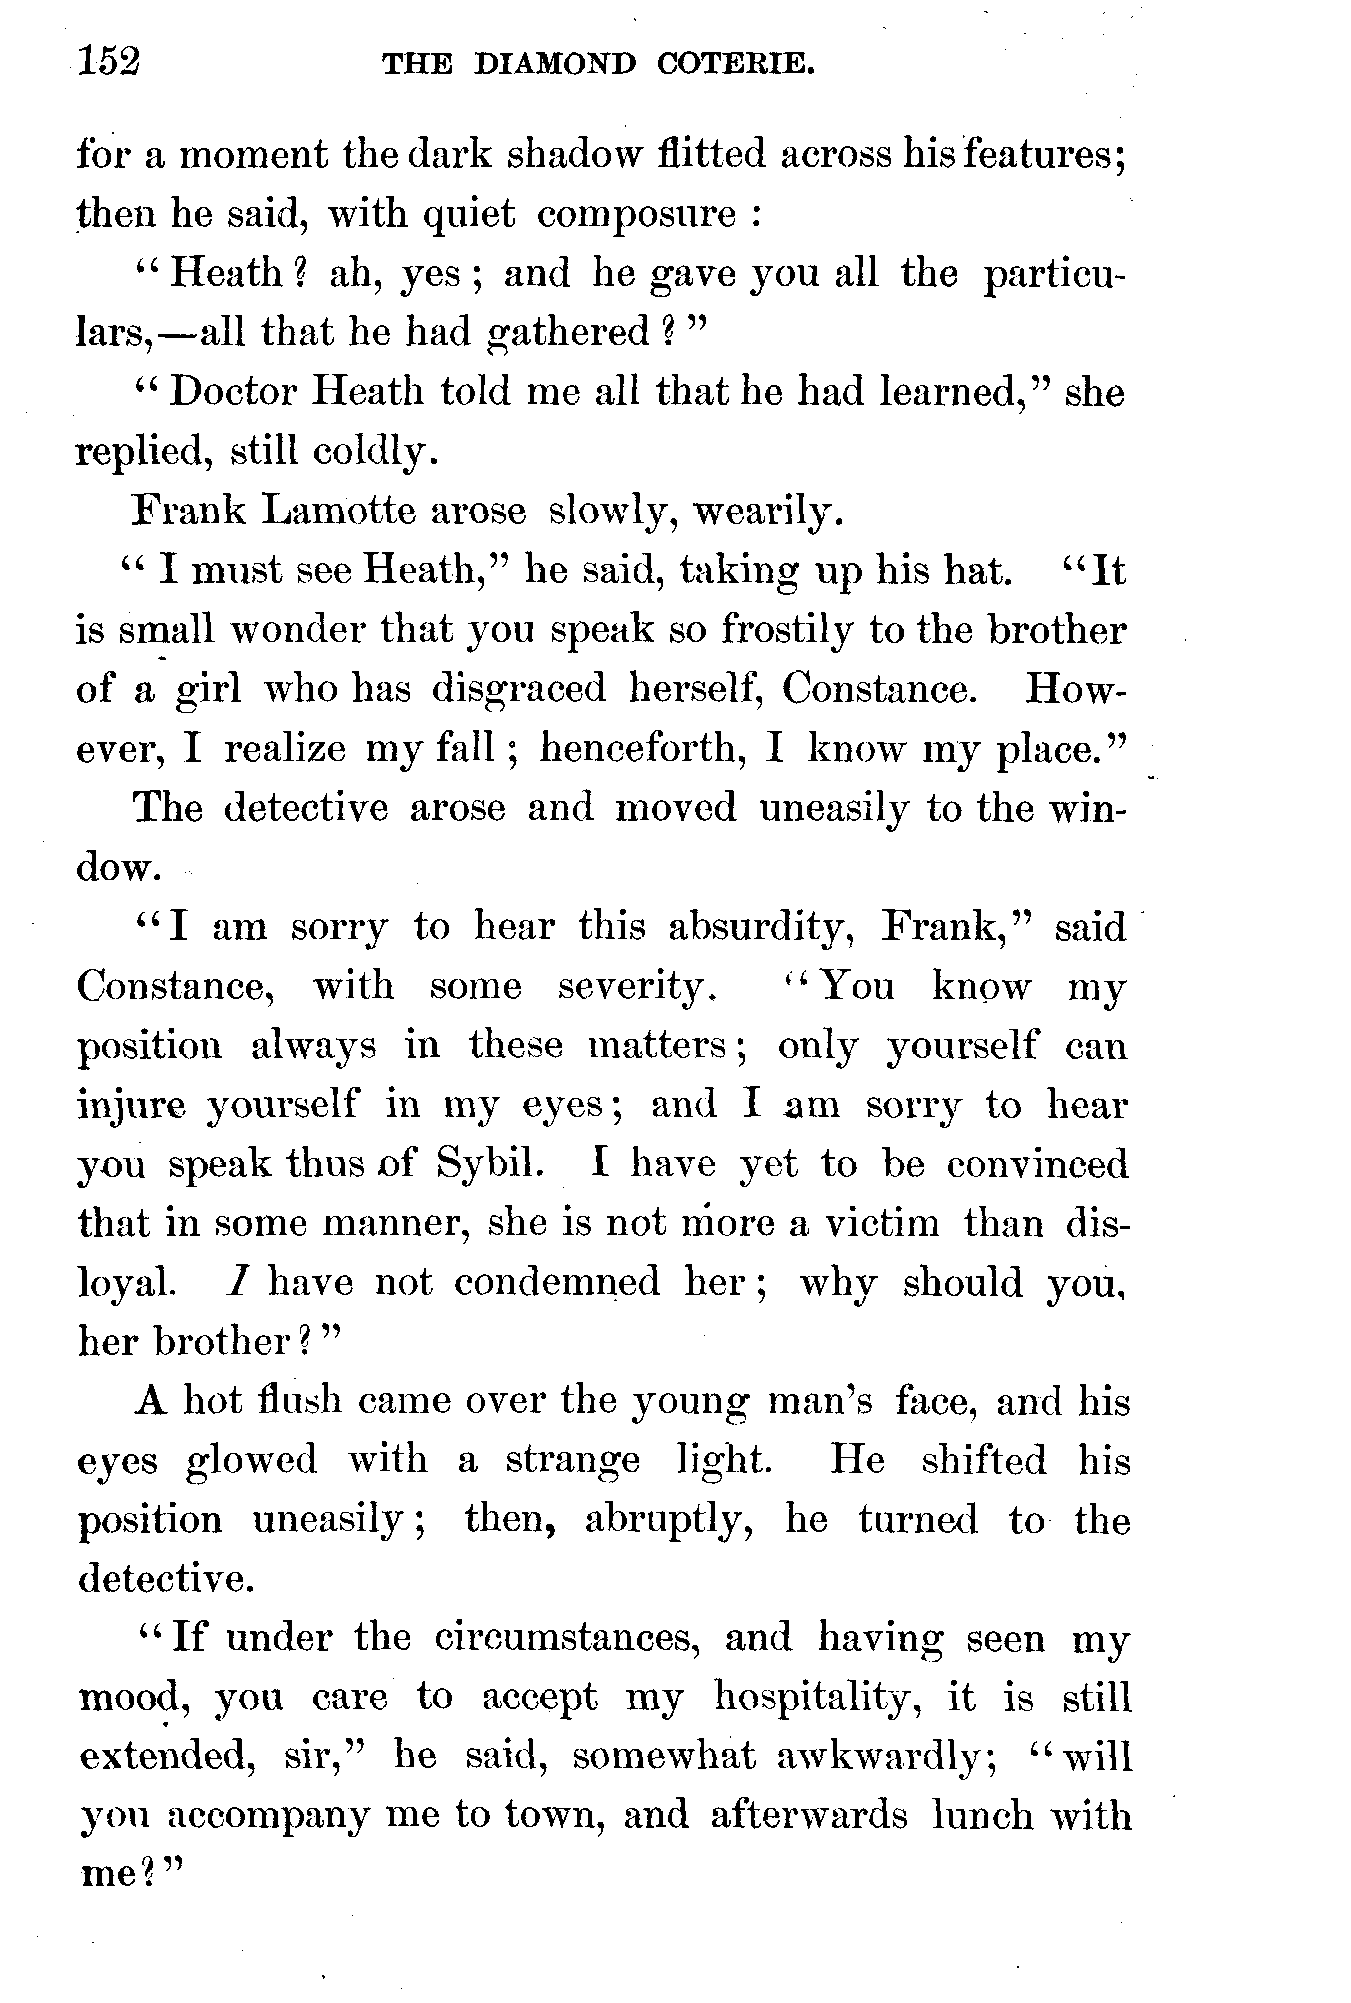 152 THE DIAMOND COTERIE.
for a moment the dark shadow flitted across his features;
then he said, with quiet composure :
“ Heath ? ah, yes ; and he gave you all the particu-
lars,—all that he had gathered ? ”
“ Doctor Heath told me all that he had learned,” she
replied, still coldly.
Frank Lamotte arose slowly, wearily.
“ I must see Heath,” he said, taking up his hat. “It
is small wonder that you speak so frostily to the brother
of a girl who has disgraced herself, Constance. How-
ever, I realize my fall ; henceforth, I know my place.”
The detective arose and moved uneasily to the win-
dow.
“I am sorry to hear this absurdity, Frank,” said
Constance, with some severity. “ You know my
position always in these matters ; only yourself can
injure yourself in my eyes ; and I am sorry to hear
you speak thus of Sybil. I have yet to be convinced
that in some manner, she is not more a victim than dis-
loyal. I have not condemned her ; why should you,
her brother ? ”
A hot flush came over the young man’s face, and his
eyes glowed with a strange light. He shifted his
position uneasily ; then, abruptly, he turned to the
detective.
“ If under the circumstances, and having seen my
mood, you care to accept my hospitality, it is still
extended, sir,” he said, somewhat awkwardly; “ will
you accompany me to town, and afterwards lunch with
me?”